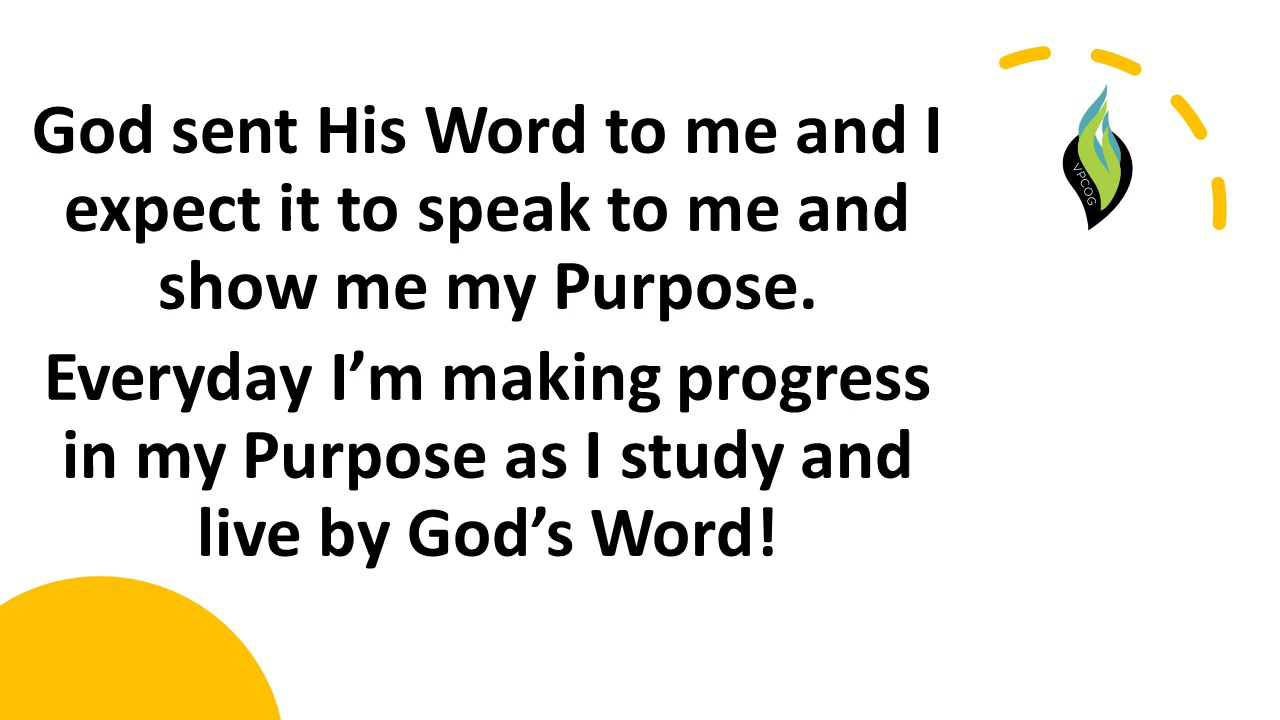 God sent His Word to me and I
expect it to speak to me and
show me my Purpose.
Everyday I’m making progress
in my Purpose as I study and
live by God’s Word!
VPCOG